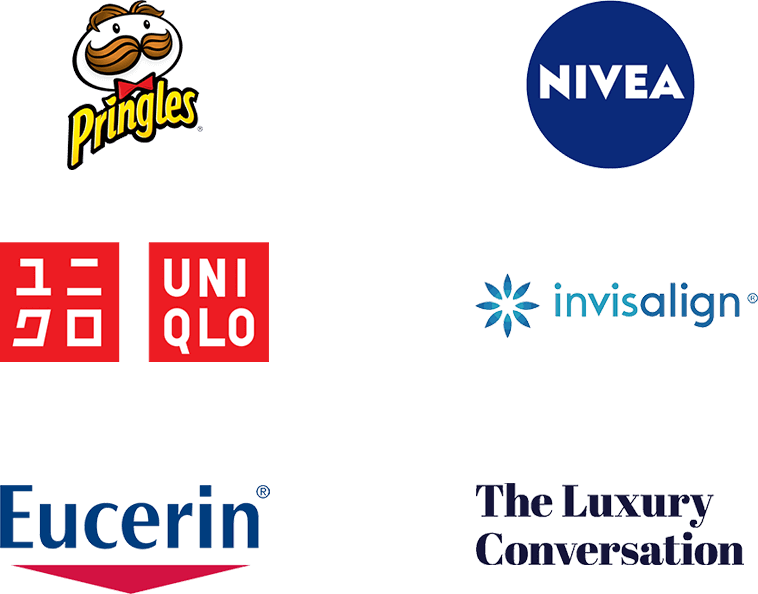 Pringles®
NIVEA
ユニ
クロ
UNI
QLO
invisalign®
Eucerin®
The Luxury
Conversation